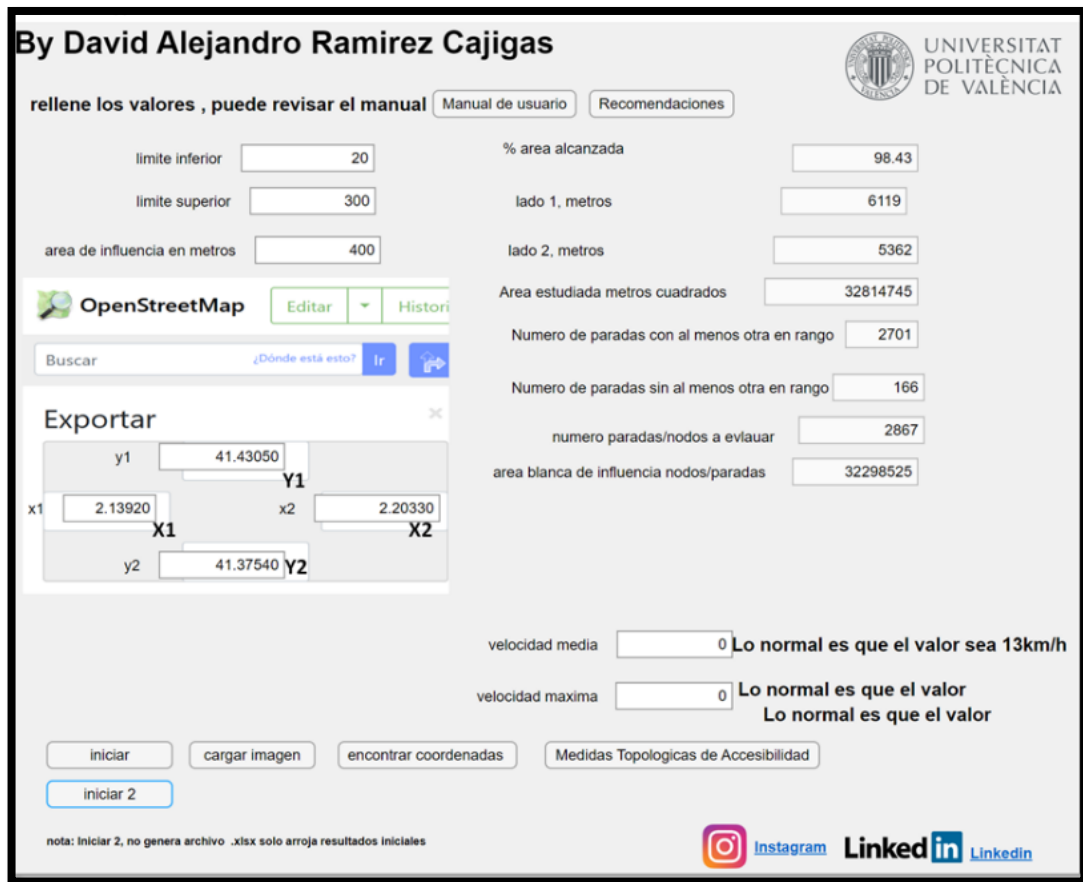 By David Alejandro Ramirez Cajigas
UNIVERSITAT
POLITÈCNICA
DE VALÈNCIA
rellene los valores , puede revisar el manual
Manual de usuario
Recomendaciones
limite inferior
20
limite superior
300
area de influencia en metros
400
% area alcanzada
98.43
lado 1, metros
6119
lado 2, metros
5362
Area estudiada metros cuadrados
32814745
Numero de paradas con al menos otra en rango
2701
Numero de paradas sin al menos otra en rango
166
numero paradas/nodos a evlauar
2867
area blanca de influencia nodos/paradas
32298525
OpenStreetMap
Editar
Histori
Buscar
¿Dónde está esto?
Ir
Exportar
y1
41.43050
Y1
x1
2.13920
X1
x2
2.20330
X2
y2
41.37540
Y2
velocidad media
0
Lo normal es que el valor sea 13km/h
velocidad maxima
0
Lo normal es que el valor
Lo normal es que el valor
iniciar
cargar imagen
encontrar coordenadas
Medidas Topologicas de Accesibilidad
iniciar 2
nota: Iniciar 2, no genera archivo .xlsx solo arroja resultados iniciales
Instagram
Linked in
Linkedin